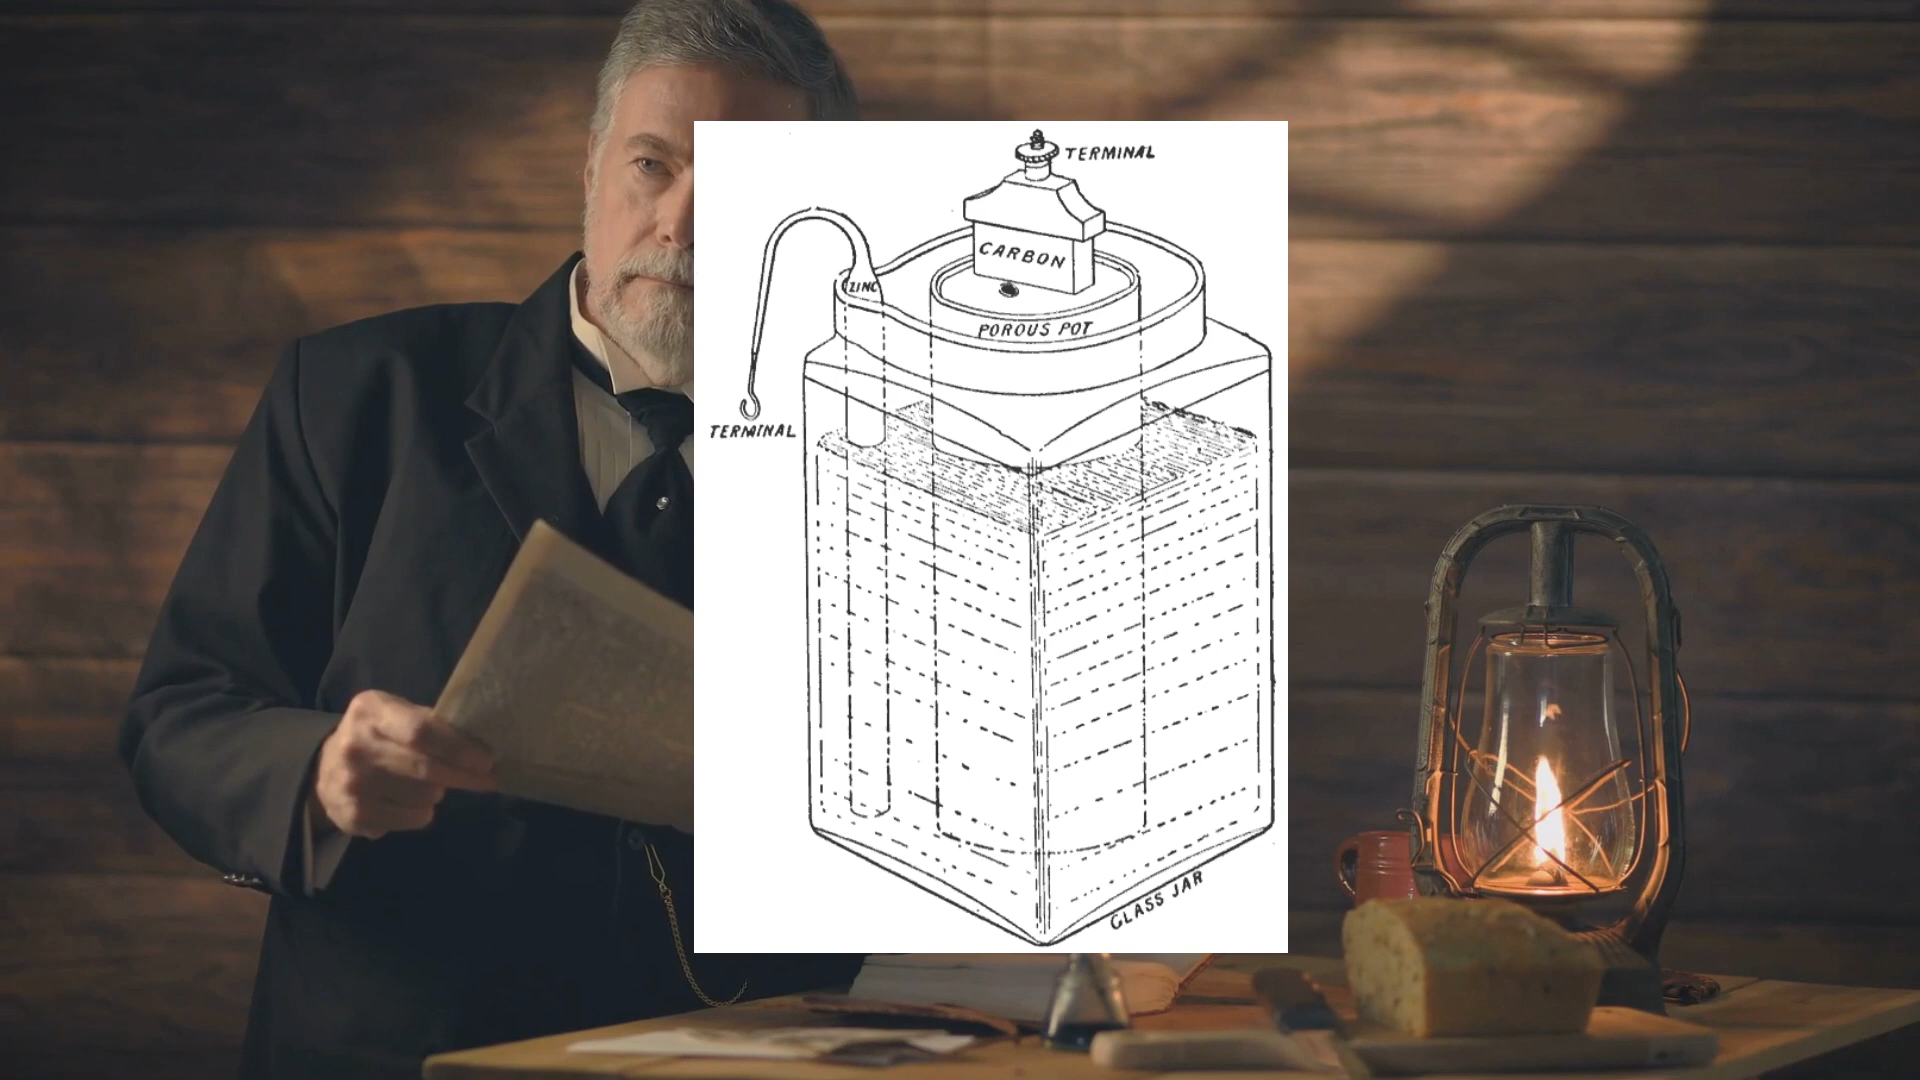 TERMINAL
CARBON
ZINC
POROUS POT
TERMINAL
GLASS JAR